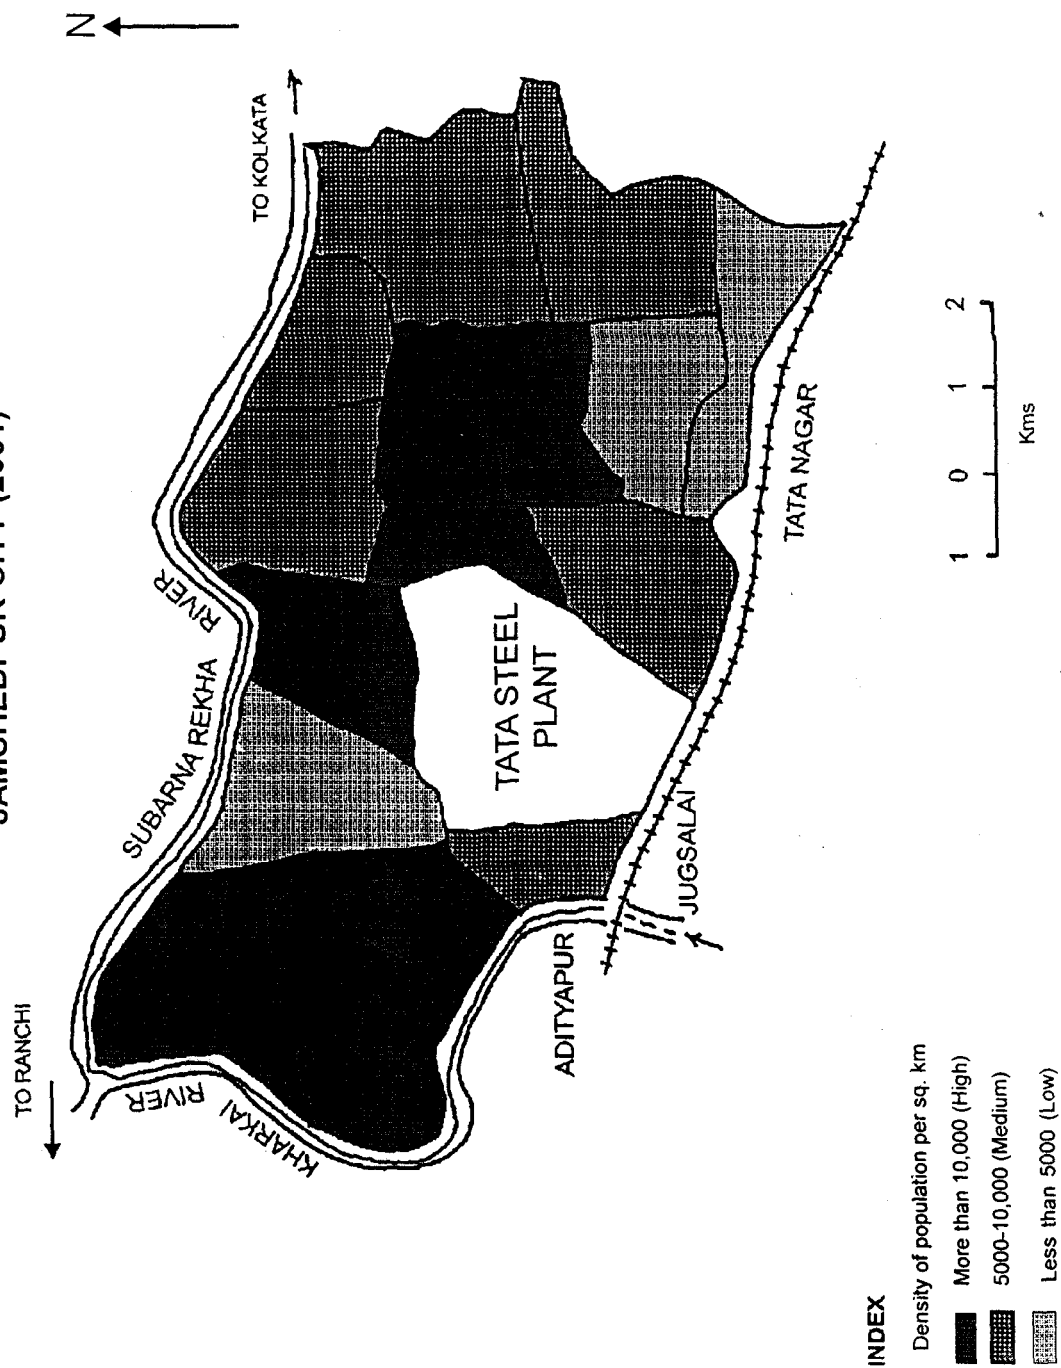 JAMSHEDPUR CITY
N
TO RANCHI
TO KOLKATA
SUBARNA REKHA
RIVER
KHARKAI
RIVER
TATA STEEL
PLANT
ADITYAPUR
JUGSALAI
TATA NAGAR
1 0 1 2
Kms
INDEX
Density of population per sq. km
More than 10,000 (High)
5000-10,000 (Medium)
Less than 5000 (Low)